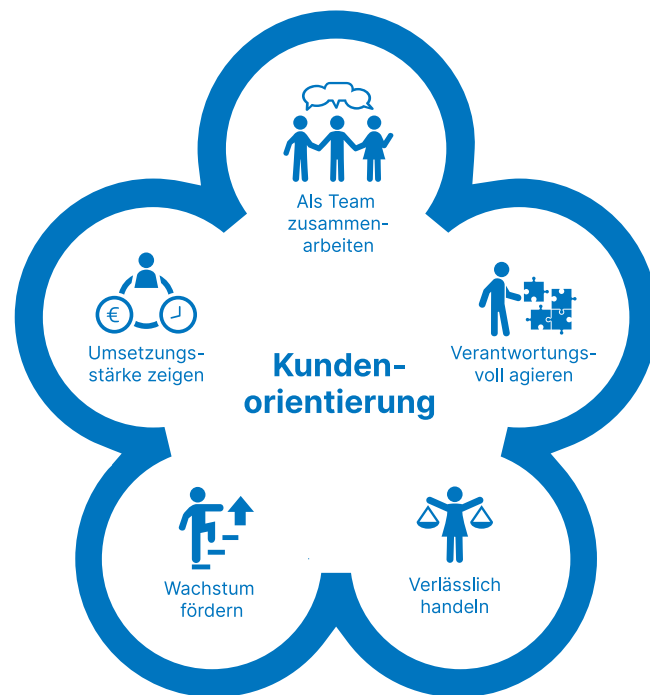 Als Team
zusammen-
arbeiten
Umsetzungs-
stärke zeigen
Verantwortungs-
voll agieren
Kunden-
orientierung
Wachstum
fördern
Verlässlich
handeln
€